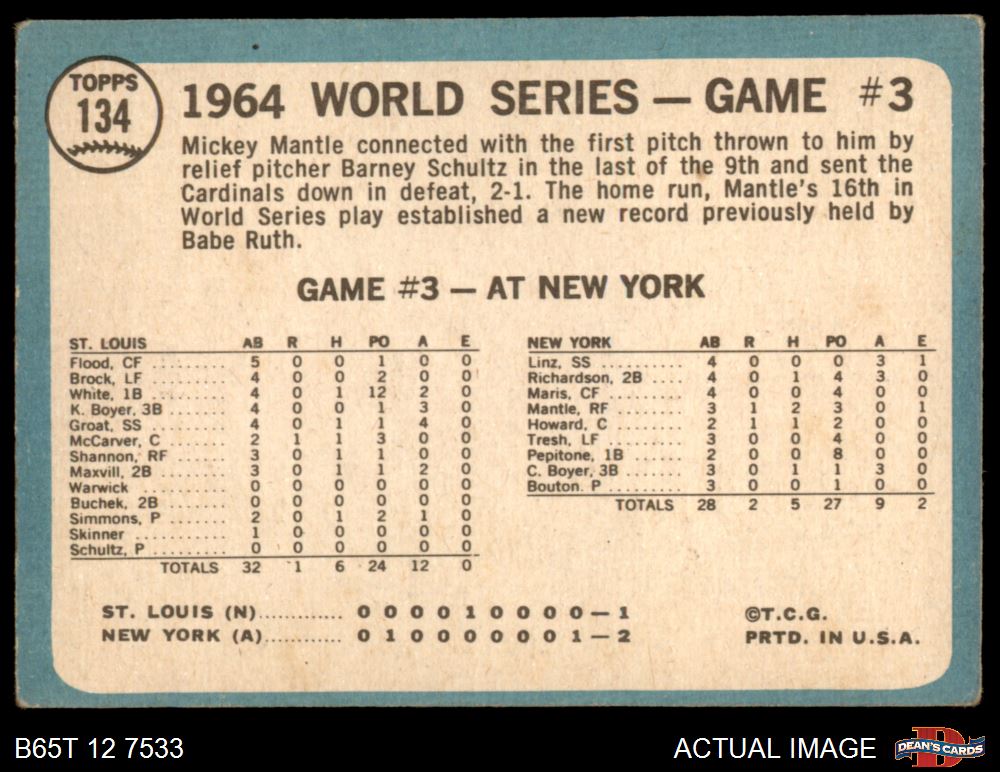 TOPPS
134
1964 WORLD SERIES — GAME #3
Mickey Mantle connected with the first pitch thrown to him by
relief pitcher Barney Schultz in the last of the 9th and sent the
Cardinals down in defeat, 2-1. The home run, Mantle's 16th in
World Series play established a new record previously held by
Babe Ruth.
GAME #3 — AT NEW YORK
ST. LOUIS AB R H PO A E
Flood, CF ......... 5 0 0 1 0 0
Brock, LF ......... 4 0 0 2 0 0
White, 1B ......... 4 0 1 12 2 0
K. Boyer, 3B ....... 4 0 0 1 3 0
Groat, SS ......... 4 0 1 1 4 0
McCarver, C ....... 2 1 1 3 0 0
Shannon, RF ....... 3 0 1 1 0 0
Maxvill, 2B ........ 3 0 1 1 2 0
Warwick .......... 0 0 0 0 0 0
Buchek, 2B ........ 0 0 0 0 0 0
Simmons, P ....... 2 0 1 2 1 0
Skinner ........... 1 0 0 0 0 0
Schultz, P ......... 0 0 0 0 0 0
TOTALS 32 1 6 24 12 0
NEW YORK AB R H PO A E
Linz, SS .......... 4 0 0 0 3 1
Richardson, 2B .... 4 0 1 4 3 0
Maris, CF ......... 4 0 0 4 0 0
Mantle, RF ........ 3 1 2 3 0 1
Howard, C ........ 2 1 1 2 0 0
Tresh, LF ......... 3 0 0 4 0 0
Pepitone, 1B ...... 2 0 0 8 0 0
C. Boyer, 3B ....... 3 0 1 1 3 0
Bouton. P ......... 3 0 0 1 0 0
TOTALS 28 2 5 27 9 2
ST. LOUIS (N)............. 0 0 0 0 1 0 0 0 0 — 1
NEW YORK (A)............. 0 1 0 0 0 0 0 0 1 — 2
©T.C.G.
PRTD. IN U.S.A.
B65T 12 7533
ACTUAL IMAGE
D
DEAN'S CARDS